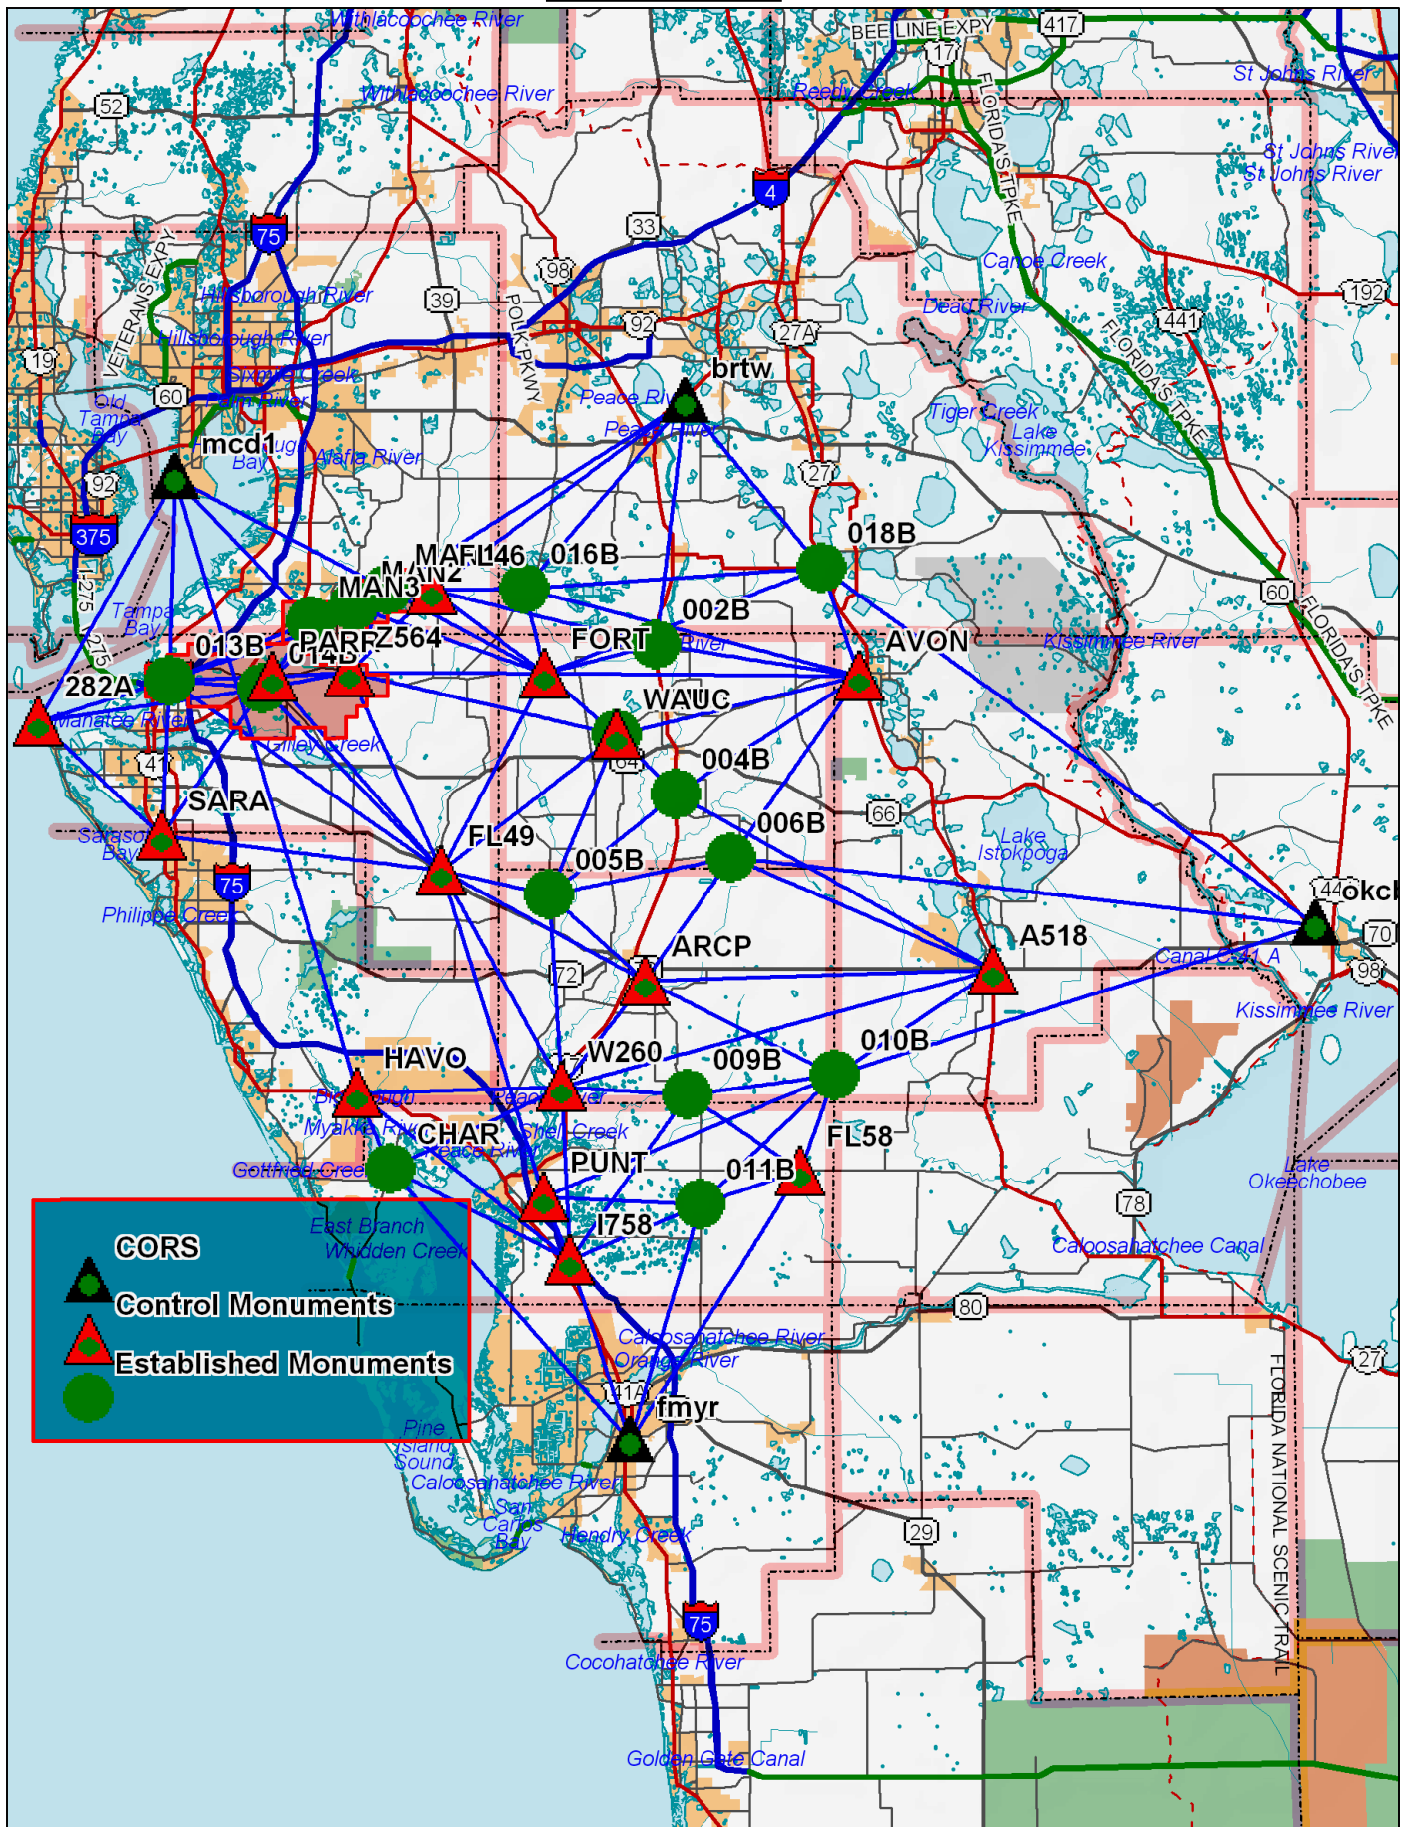 Withlacoochee River
BEE LINE EXPY
417
17
St Johns River
52
Withlacoochee River
Reedy Creek
FLORIDA'S TPKE
St Johns River
St Johns River
4
33
75
VETERANS EXPY
98
Canoe Creek
39
Hillsborough River
POLK PKWY
Dead River
192
92
27A
441
FLORIDA'S TPKE
Hillsborough River
19
brtw
Sixmile Creek
60
Peace
Old
Tampa
Bay
Tiger Creek
Lake
Kissimmee
Peace River
mcd1
Bay
Alafia River
27
92
375
018B
I-275
016B
FL146
MAN2
MAN3
60
FLORIDA'S TPKE
Tampa
Bay
002B
275
013B
PARR
Z564
FORT
River
AVON
Kissimmee River
014B
282A
WAUC
Manatee River
Gilley Creek
41
64
004B
SARA
66
006B
FL49
Sarasota
Bay
Lake
Istokpoga
005B
75
44
okcb
Philippe Creek
70
ARCP
A518
Canal C-41 A
72
98
Kissimmee River
HAVO
W260
009B
010B
Peace River
Myakka River
CHAR
Shell Creek
FL58
Peace River
PUNT
011B
Gottfried Creek
Lake
Okeechobee
78
I758
East Branch
Whidden Creek
Caloosahatchee Canal
CORS
Control Monuments
80
Caloosahatchee River
Orange River
Established Monuments
27
41A
fmyr
Pine
Island
Sound
Caloosahatchee River
San
Carlos
Bay
Hendry Creek
29
FLORIDA NATIONAL SCENIC TRAIL
75
Cocohatchee River
Golden Gate Canal